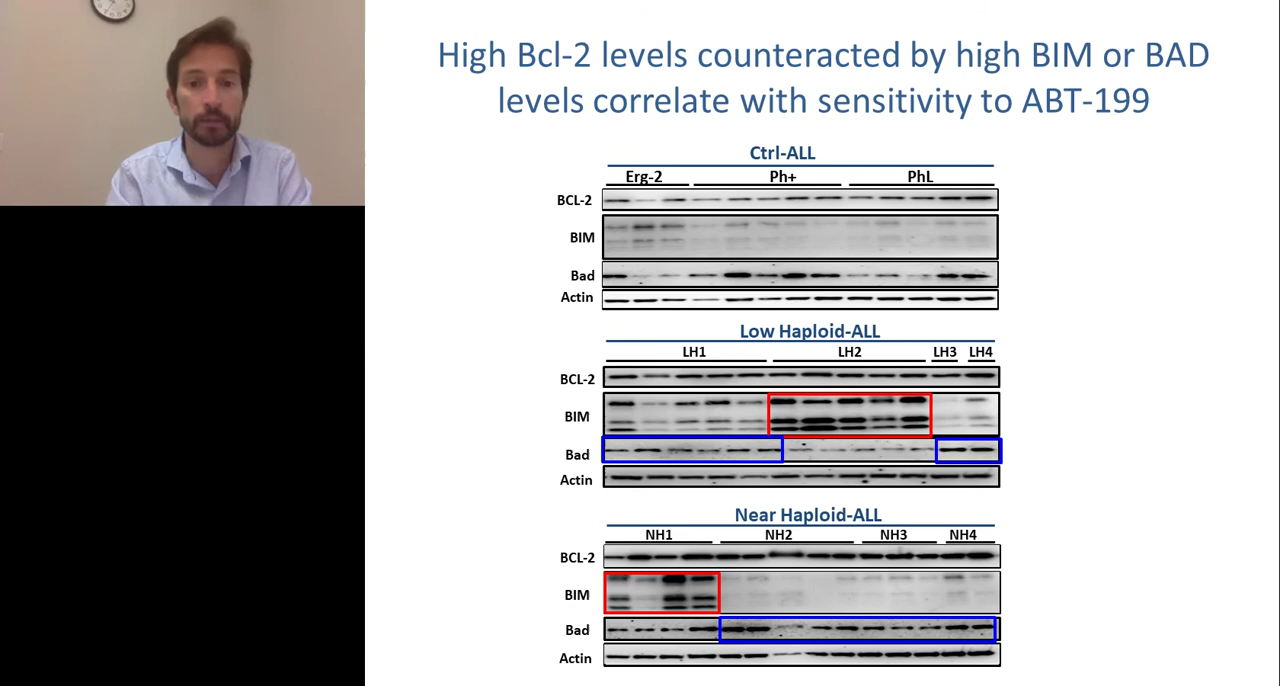 High Bcl-2 levels counteracted by high BIM or BAD
levels correlate with sensitivity to ABT-199
Ctrl-ALL
Erg-2 Ph+ PhL
BCL-2
BIM
Bad
Actin
Low Haploid-ALL
LH1 LH2 LH3 LH4
BCL-2
BIM
Bad
Actin
Near Haploid-ALL
NH1 NH2 NH3 NH4
BCL-2
BIM
Bad
Actin